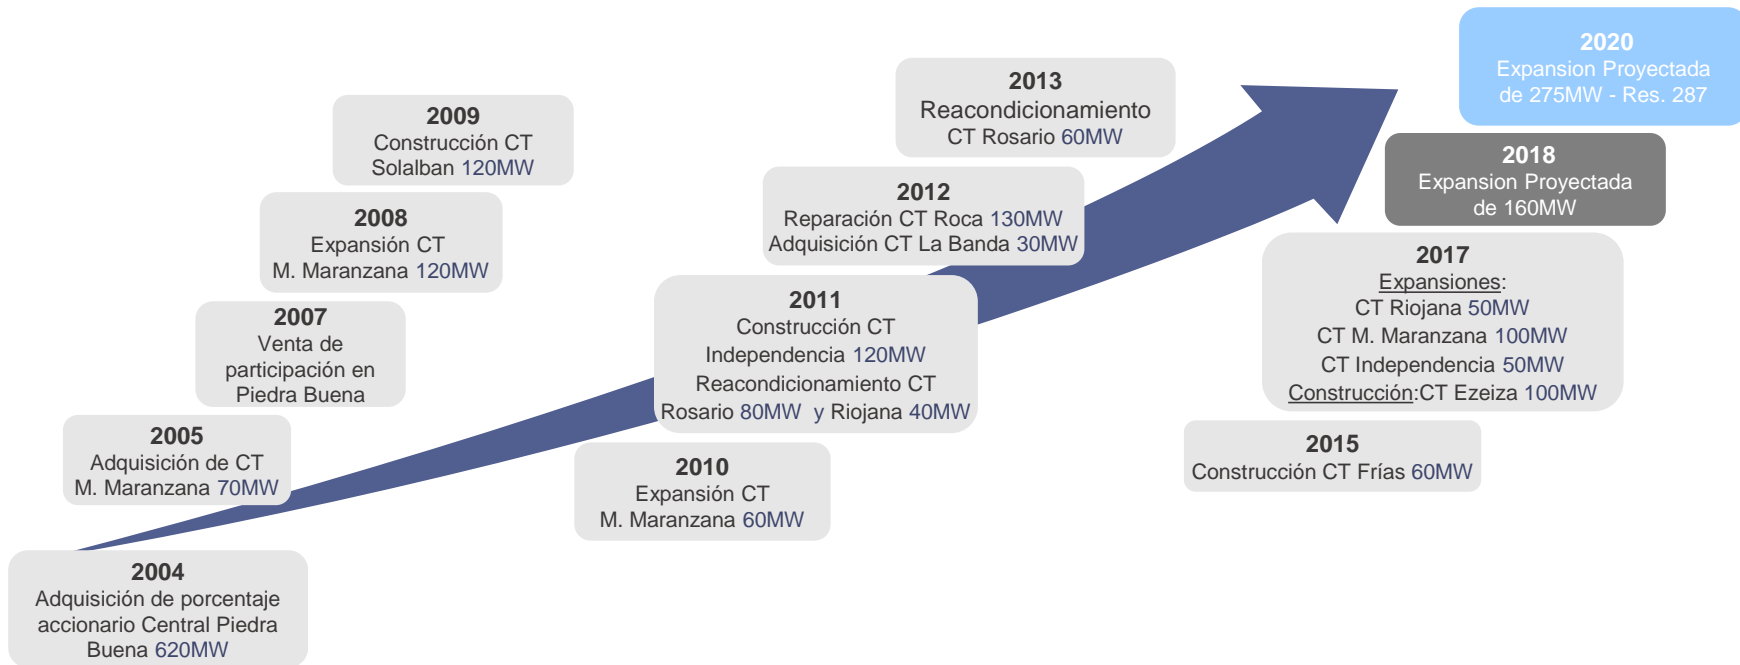 2004
Adquisición de porcentaje
accionario Central Piedra
Buena 620MW
2005
Adquisición de CT
M. Maranzana 70MW
2007
Venta de
participación en
Piedra Buena
2008
Expansión CT
M. Maranzana 120MW
2009
Construcción CT
Solalban 120MW
2010
Expansión CT
M. Maranzana 60MW
2011
Construcción CT
Independencia 120MW
Reacondicionamiento CT
Rosario 80MW y Riojana 40MW
2012
Reparación CT Roca 130MW
Adquisición CT La Banda 30MW
2013
Reacondicionamiento
CT Rosario 60MW
2015
Construcción CT Frías 60MW
2017
Expansiones:
CT Riojana 50MW
CT M. Maranzana 100MW
CT Independencia 50MW
Construcción:CT Ezeiza 100MW
2018
Expansion Proyectada
de 160MW
2020
Expansion Proyectada
de 275MW - Res. 287